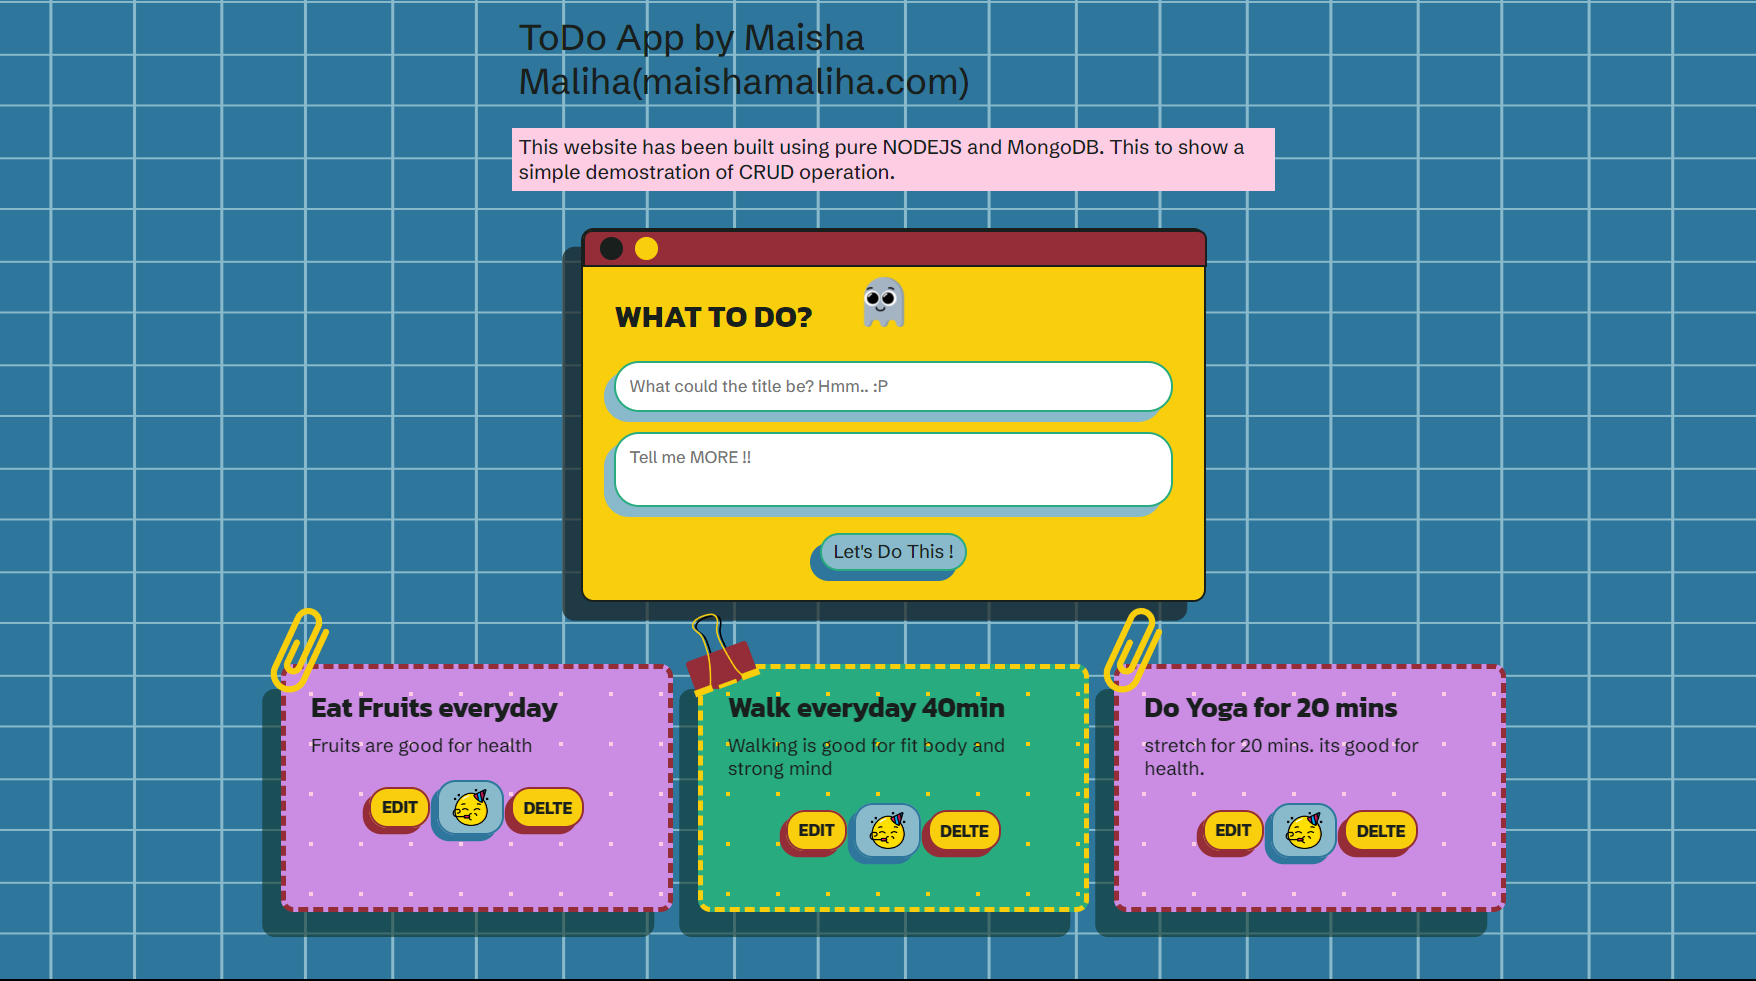 ToDo App by Maisha
Maliha(maishamaliha.com)
This website has been built using pure NODEJS and MongoDB. This to show a
simple demostration of CRUD operation.
WHAT TO DO?
What could the title be? Hmm.. :P
Tell me MORE !!
Let's Do This !
Eat Fruits everyday
Fruits are good for health
EDIT
DELTE
Walk everyday 40min
Walking is good for fit body and
strong mind
EDIT
DELTE
Do Yoga for 20 mins
stretch for 20 mins. its good for
health.
EDIT
DELTE